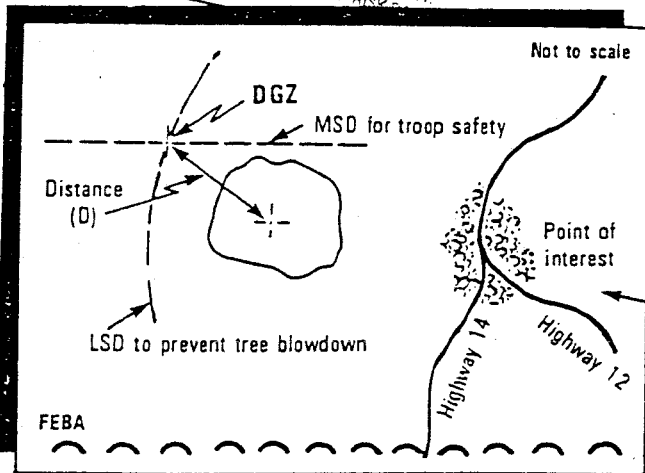 Not to scale
DGZ
MSD for troop safety
Distance
(D)
Point of
interest
LSD to prevent tree blowdown
Highway 14
Highway 12
FEBA